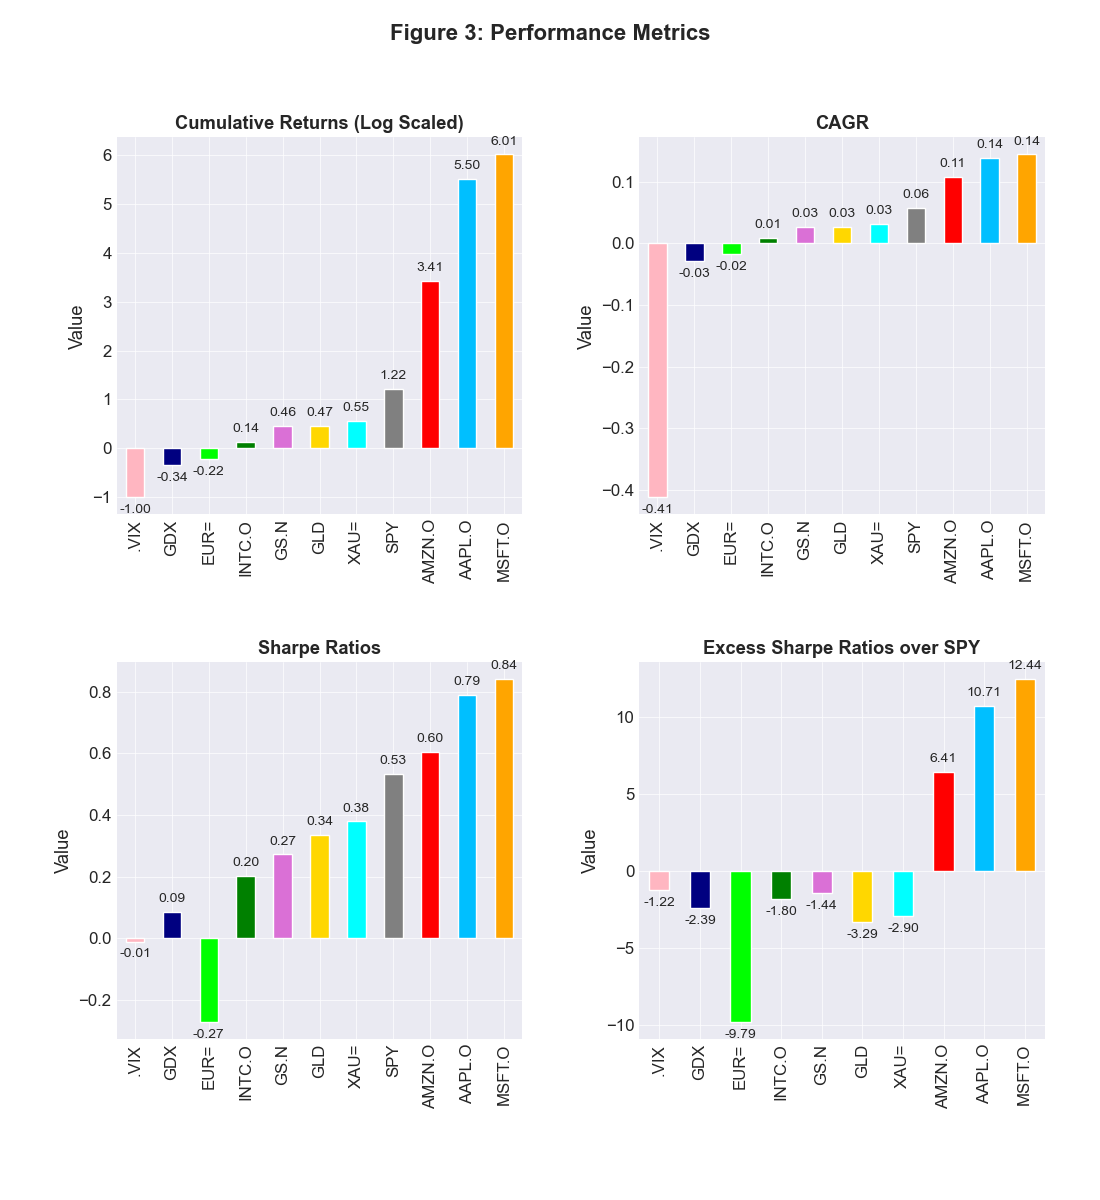 Figure 3: Performance Metrics
Cumulative Returns (Log Scaled)
Value
6
5
4
3
2
1
0
−1
-1.00
-0.34
-0.22
0.14
0.46
0.47
0.55
1.22
3.41
5.50
6.01
.VIX
GDX
EUR=
INTC.O
GS.N
GLD
XAU=
SPY
AMZN.O
AAPL.O
MSFT.O
CAGR
Value
0.1
0.0
−0.1
−0.2
−0.3
−0.4
-0.41
-0.03
-0.02
0.01
0.03
0.03
0.03
0.06
0.11
0.14
0.14
.VIX
GDX
EUR=
INTC.O
GS.N
GLD
XAU=
SPY
AMZN.O
AAPL.O
MSFT.O
Sharpe Ratios
Value
0.8
0.6
0.4
0.2
0.0
−0.2
-0.01
0.09
-0.27
0.20
0.27
0.34
0.38
0.53
0.60
0.79
0.84
.VIX
GDX
EUR=
INTC.O
GS.N
GLD
XAU=
SPY
AMZN.O
AAPL.O
MSFT.O
Excess Sharpe Ratios over SPY
Value
10
5
0
−5
−10
-1.22
-2.39
-9.79
-1.80
-1.44
-3.29
-2.90
6.41
10.71
12.44
.VIX
GDX
EUR=
INTC.O
GS.N
GLD
XAU=
AMZN.O
AAPL.O
MSFT.O